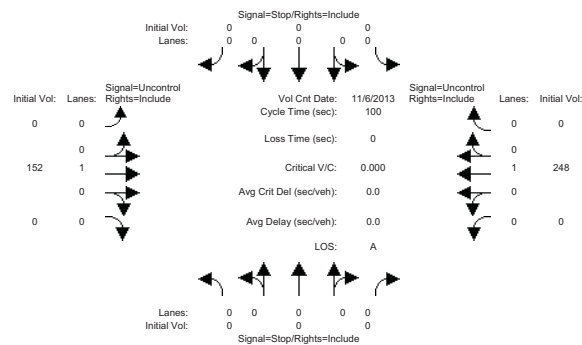 Signal=Stop/Rights=Include
Initial Vol: 0 0 0
Lanes: 0 0 0 0 0
Signal=Uncontrol Signal=Uncontrol
Initial Vol: Lanes: Rights=Include Vol Cnt Date: 11/6/2013 Rights=Include Lanes: Initial Vol:
Cycle Time (sec): 100
0 0 0 0
Loss Time (sec): 0
0 0
152 1 Critical V/C: 0.000 1 248
0 Avg Crit Del (sec/veh): 0.0 0
0 0 Avg Delay (sec/veh): 0.0 0 0
LOS: A
Lanes: 0 0 0 0 0
Initial Vol: 0 0 0
Signal=Stop/Rights=Include